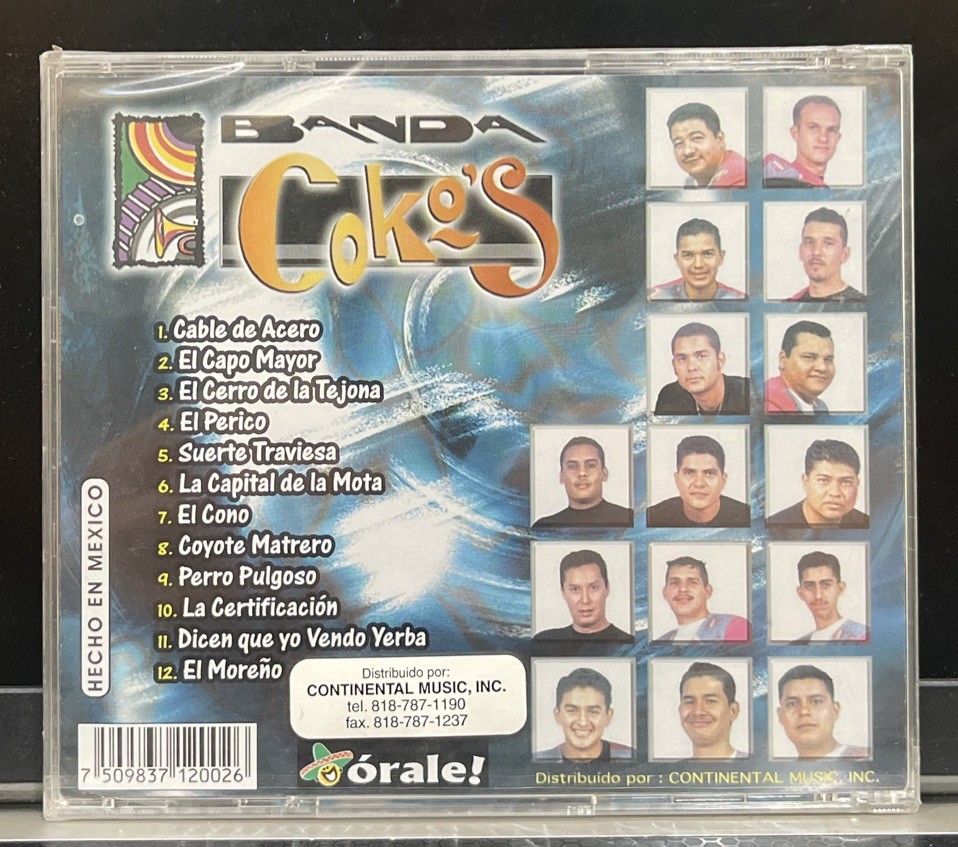 BANDA
Coko's
1. Cable de Acero
2. El Capo Mayor
3. El Cerro de la Tejona
4. El Perico
5. Suerte Traviesa
6. La Capital de la Mota
7. El Cono
8. Coyote Matrero
9. Perro Pulgoso
10. La Certificación
11. Dicen que yo Vendo Yerba
12. El Moreño
HECHO EN MEXICO
Distribuido por:
CONTINENTAL MUSIC, INC.
tel. 818-787-1190
fax. 818-787-1237
7 509837 120026
órale!
Distribuido por : CONTINENTAL MUSIC, INC.